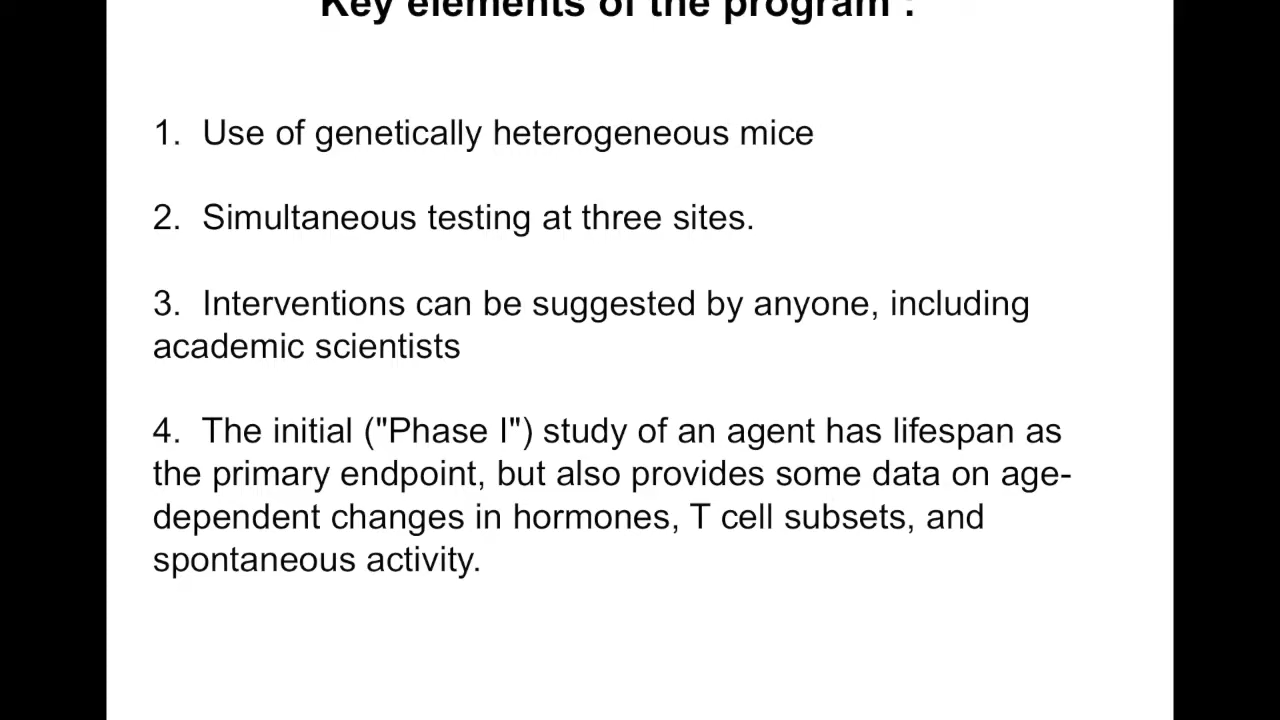 Key elements of the program :
1. Use of genetically heterogeneous mice
2. Simultaneous testing at three sites.
3. Interventions can be suggested by anyone, including
academic scientists
4. The initial ("Phase I") study of an agent has lifespan as
the primary endpoint, but also provides some data on age-
dependent changes in hormones, T cell subsets, and
spontaneous activity.